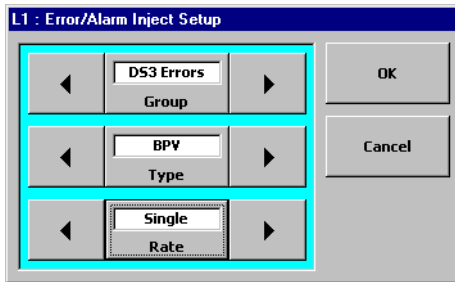 L1 : Error/Alarm Inject Setup
DS3 Errors
Group
OK
BPV
Type
Cancel
Single
Rate